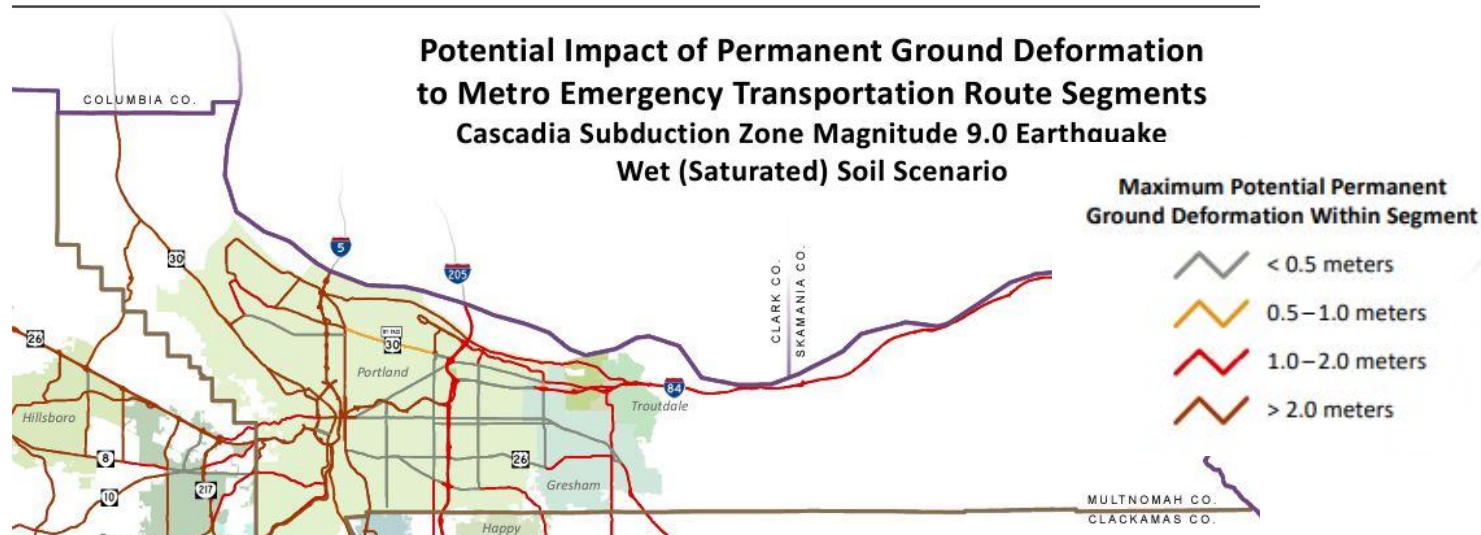 Potential Impact of Permanent Ground Deformation
to Metro Emergency Transportation Route Segments
Cascadia Subduction Zone Magnitude 9.0 Earthquake
Wet (Saturated) Soil Scenario
COLUMBIA CO.
Maximum Potential Permanent
Ground Deformation Within Segment
< 0.5 meters
0.5–1.0 meters
1.0–2.0 meters
> 2.0 meters
30
5
205
CLARK CO.
SKAMANIA CO.
26
BY PASS
30
Portland
84
Troutdale
Hillsboro
8
26
10
217
Gresham
Happy
MULTNOMAH CO.
CLACKAMAS CO.